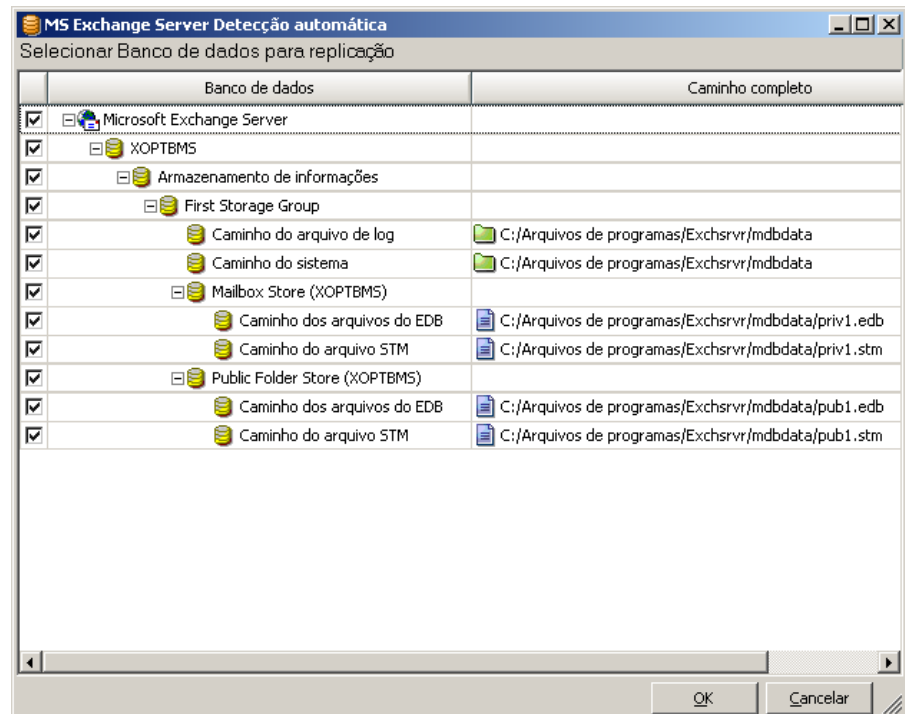 MS Exchange Server Detecção automática
Selecionar Banco de dados para replicação
Banco de dados Caminho completo
Microsoft Exchange Server
XOPTBMS
Armazenamento de informações
First Storage Group
Caminho do arquivo de log C:/Arquivos de programas/Exchsrvr/mdbdata
Caminho do sistema C:/Arquivos de programas/Exchsrvr/mdbdata
Mailbox Store (XOPTBMS)
Caminho dos arquivos do EDB C:/Arquivos de programas/Exchsrvr/mdbdata/priv1.edb
Caminho do arquivo STM C:/Arquivos de programas/Exchsrvr/mdbdata/priv1.stm
Public Folder Store (XOPTBMS)
Caminho dos arquivos do EDB C:/Arquivos de programas/Exchsrvr/mdbdata/pub1.edb
Caminho do arquivo STM C:/Arquivos de programas/Exchsrvr/mdbdata/pub1.stm
OK Cancelar